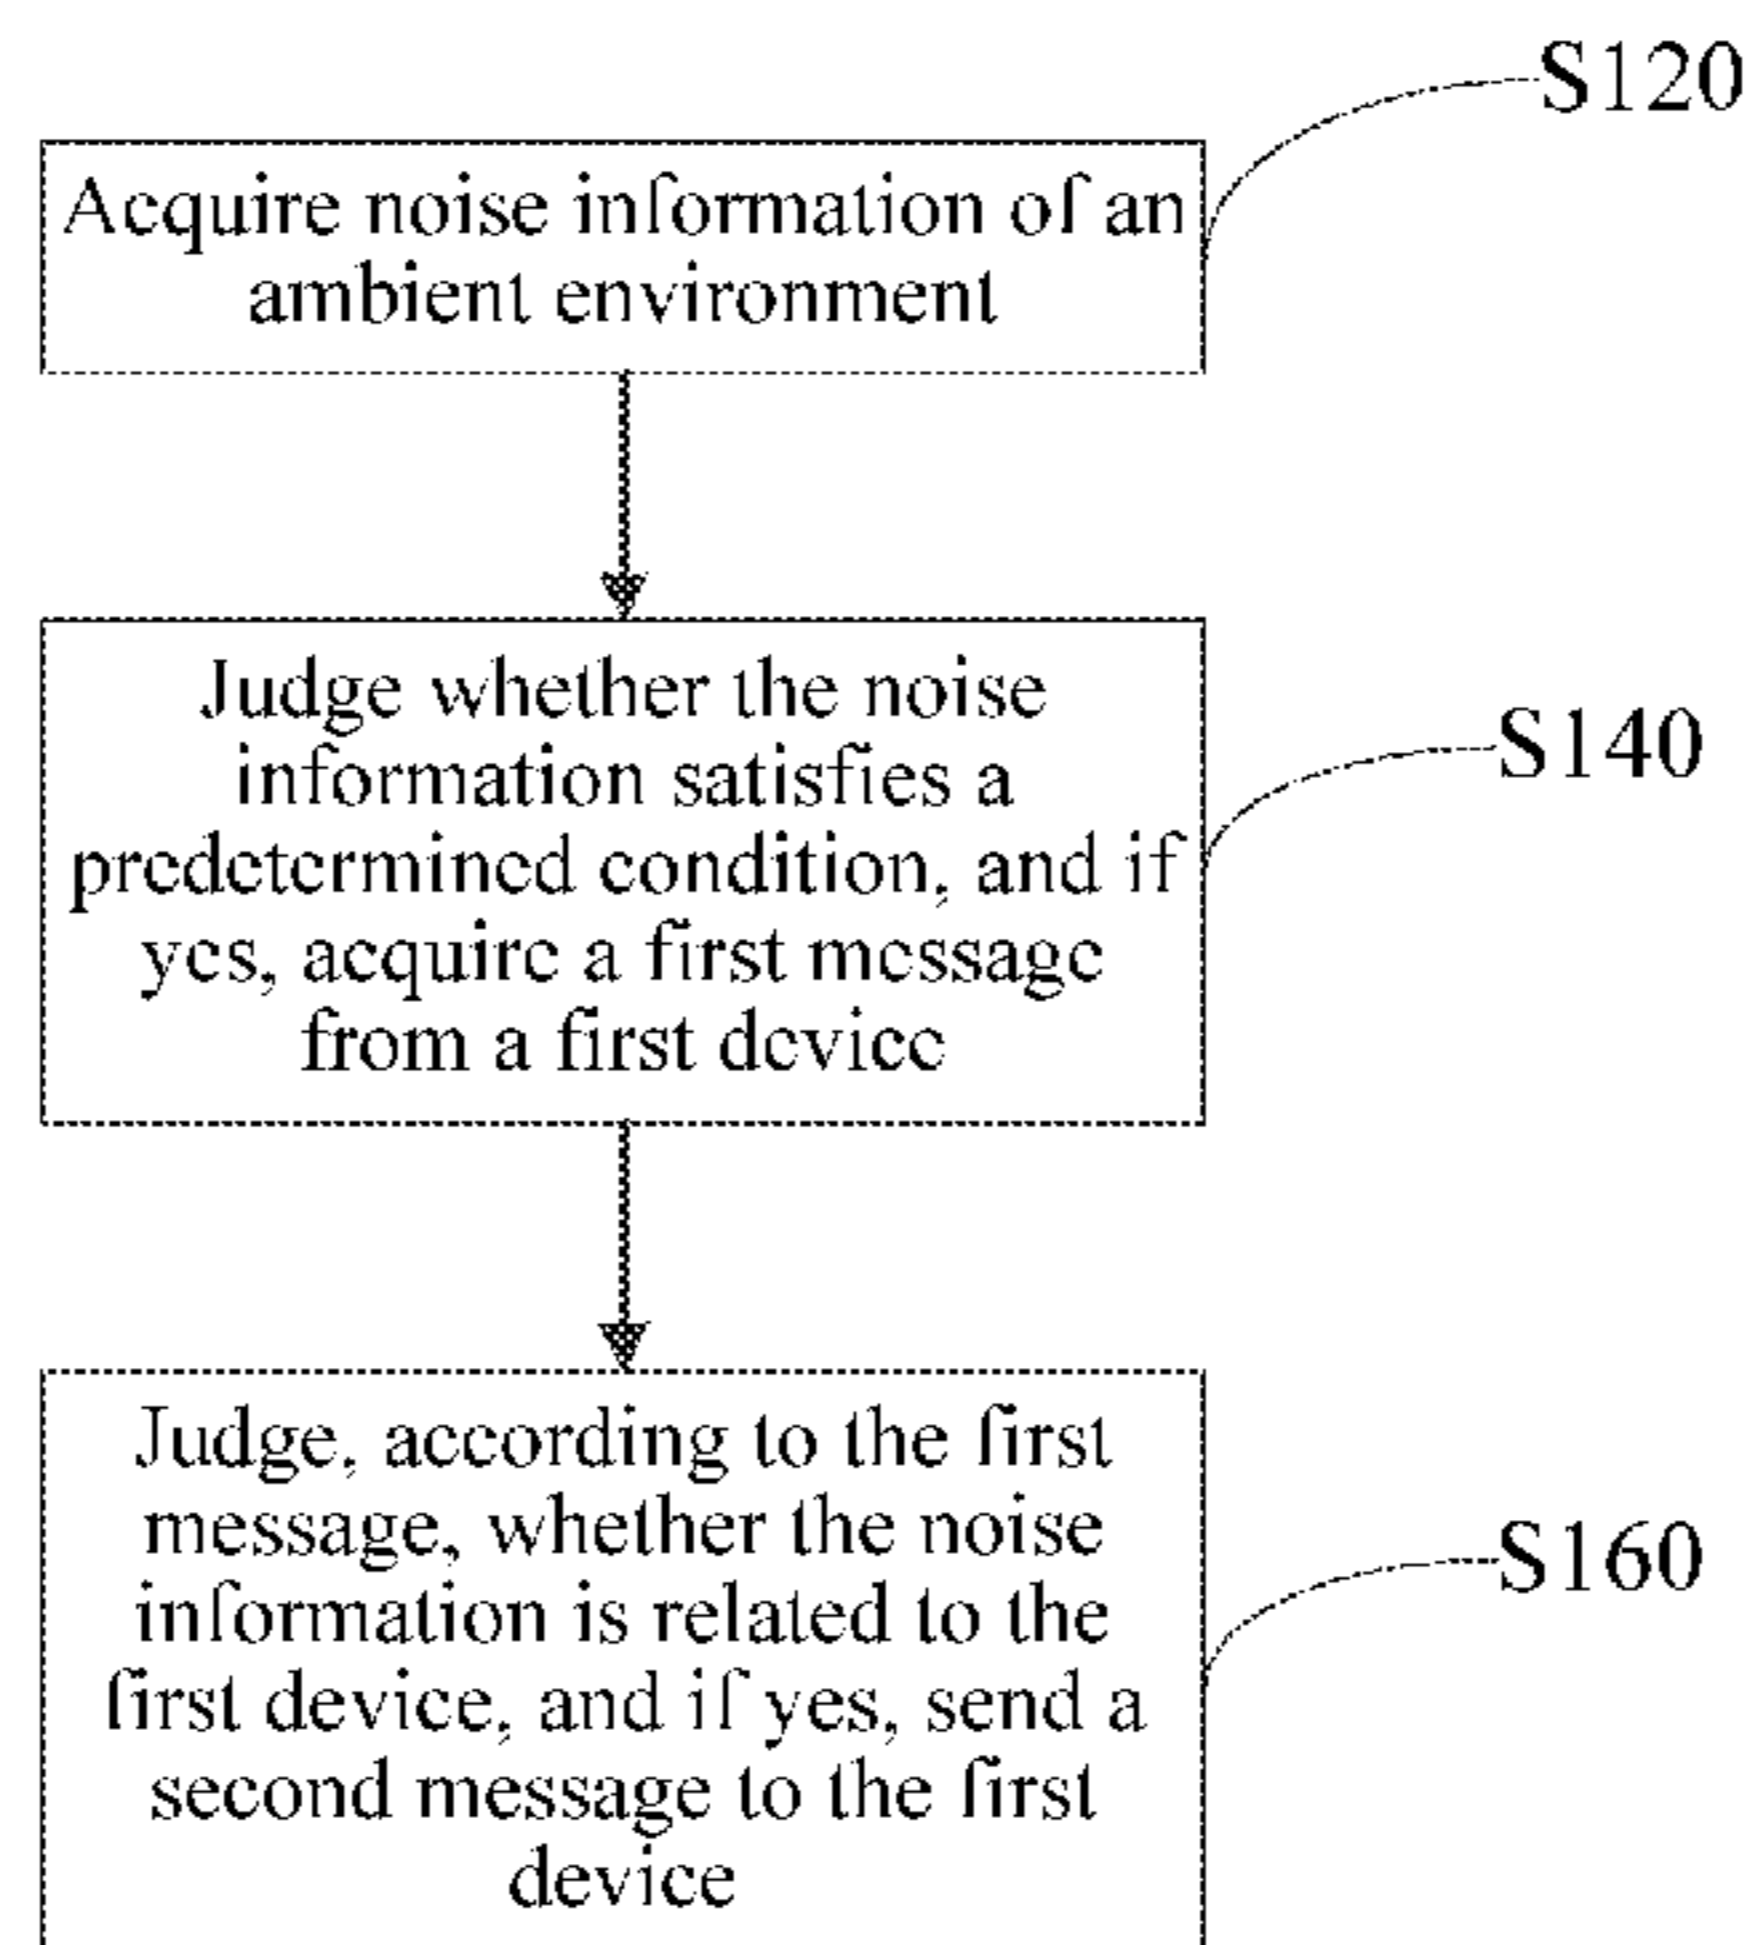 S120
Acquire noise information of an
ambient environment
Judge whether the noise
information satisfies a
predetermined condition, and if
yes, acquire a first message
from a first device
S140
Judge, according to the first
message, whether the noise
information is related to the
first device, and if yes, send a
second message to the first
device
S160